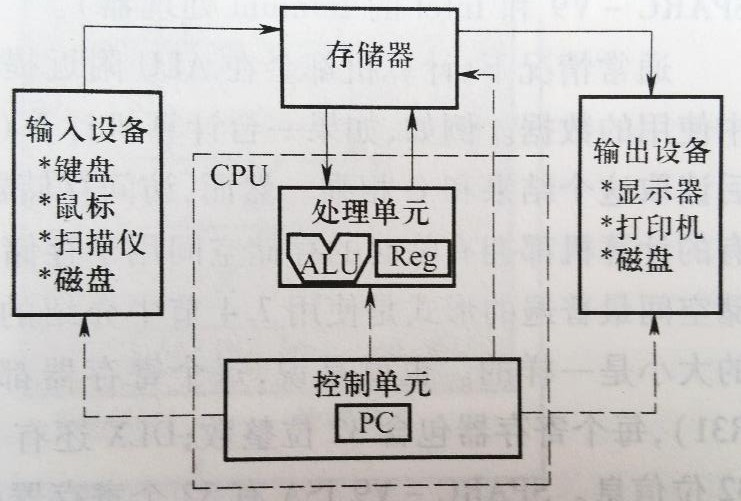 存储器
输入设备
*键盘
*鼠标
*扫描仪
*磁盘
CPU
处理单元
ALU
Reg
控制单元
PC
输出设备
*显示器
*打印机
*磁盘